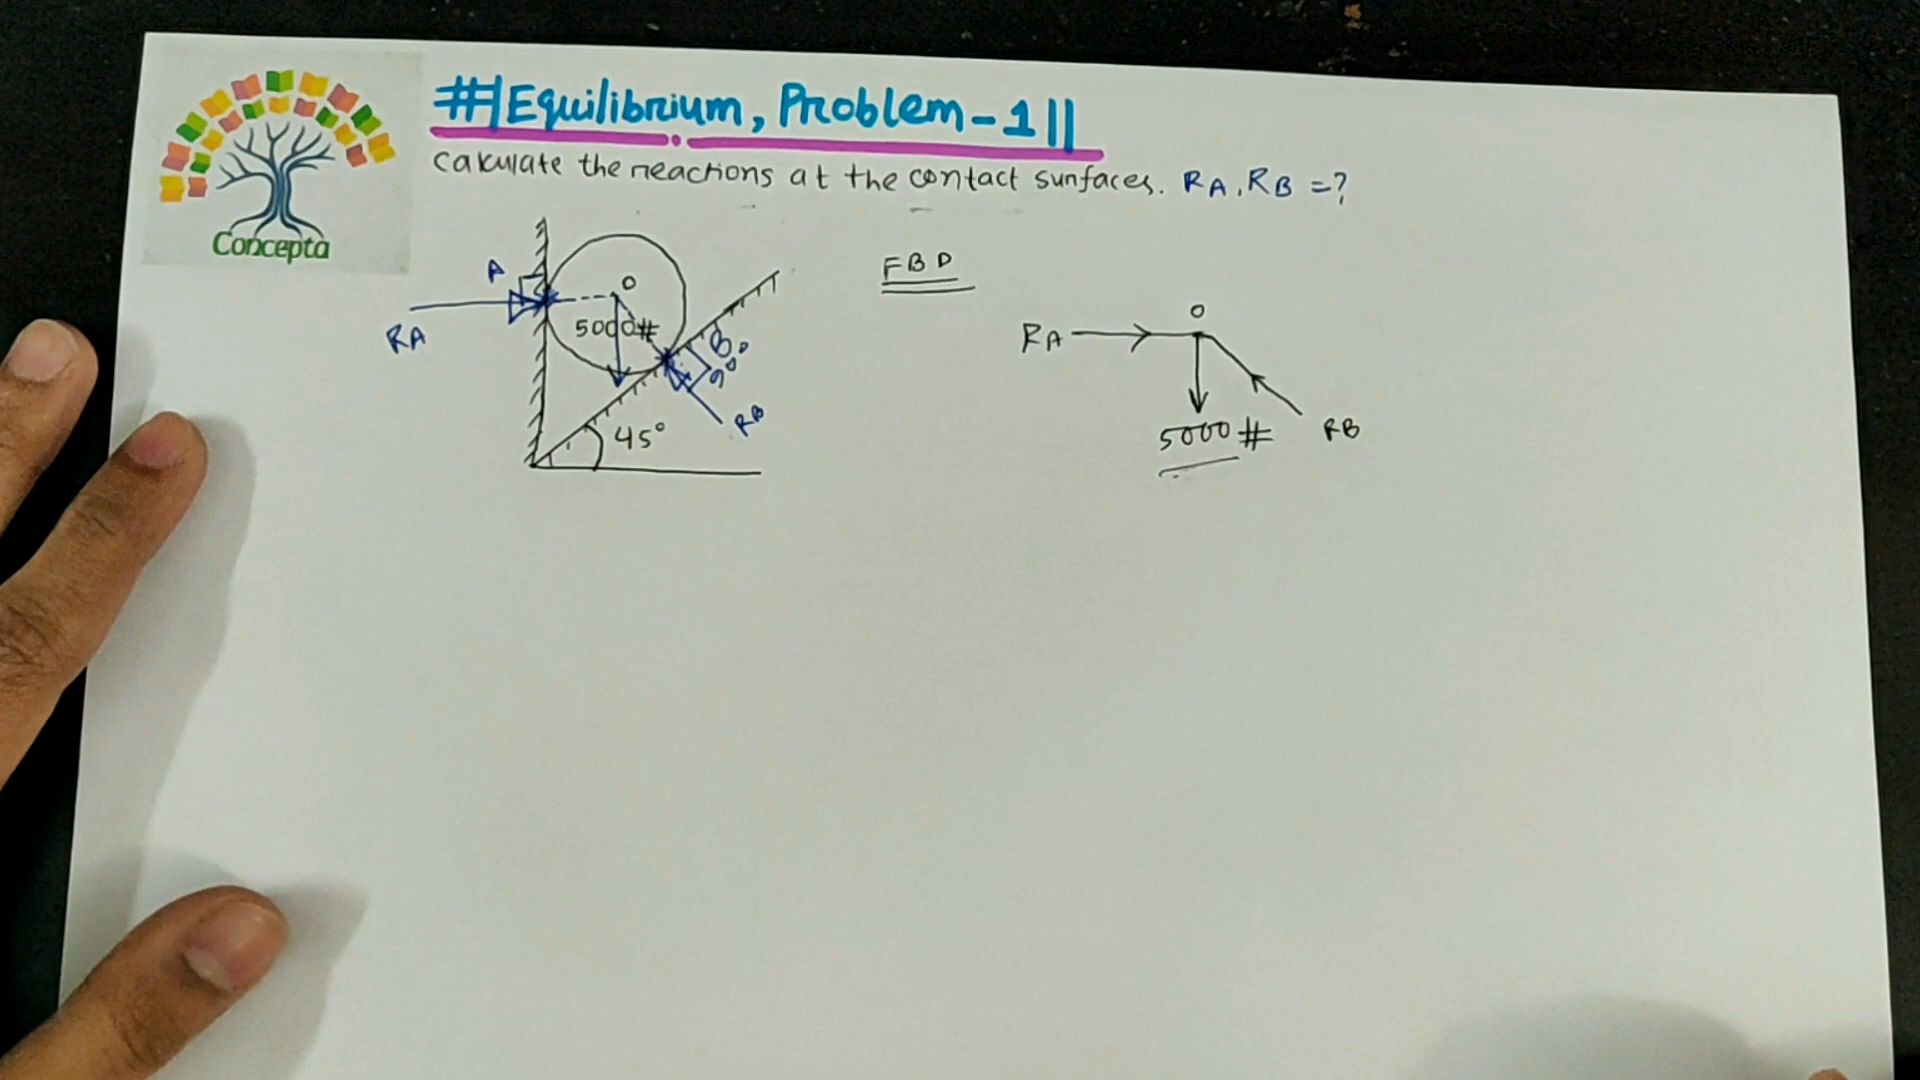 #|Equilibrium, Problem-1||
calculate the reactions at the contact surfaces. RA, RB =?
Concepta
A
O
5000#
RA
B
90°
RB
45°
FBD
O
RA
5000#
RB